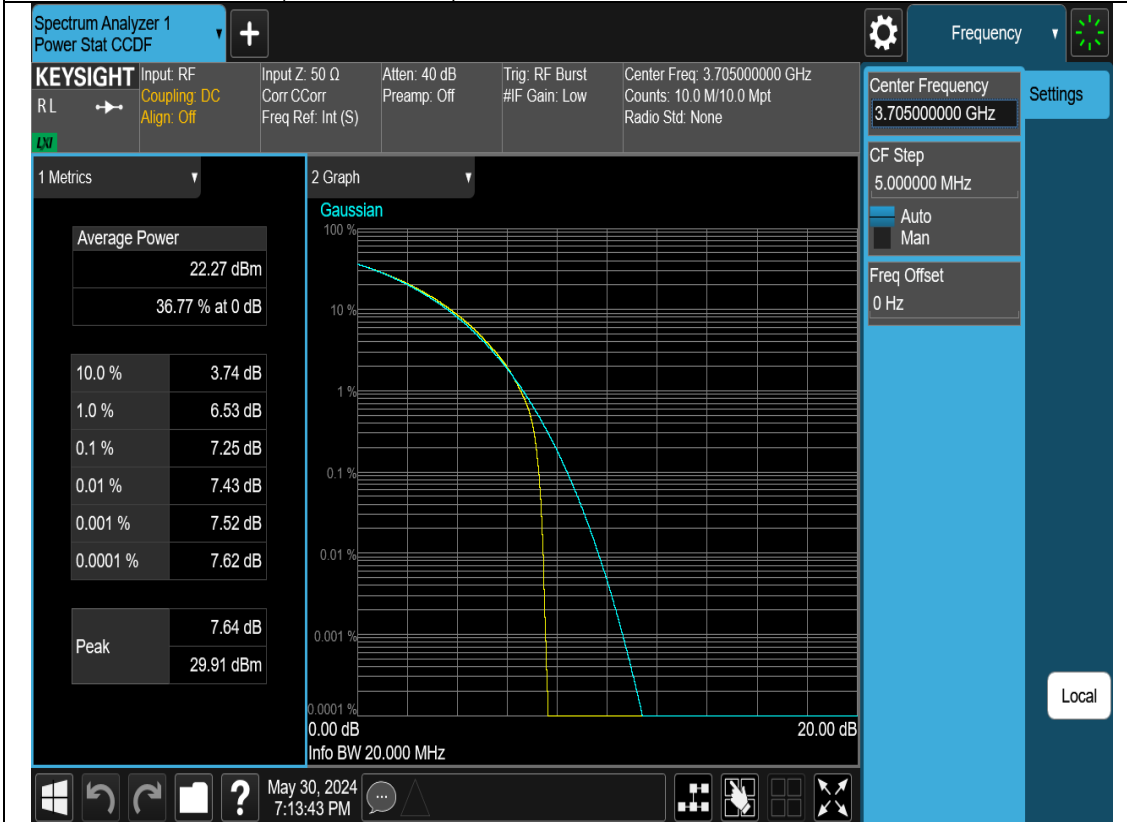 Spectrum Analyzer 1
Power Stat CCDF
+
Frequency
KEYSIGHT
RL
LXI
Input: RF
Coupling: DC
Align: Off
Input Z: 50 Ω
Corr CCorr
Freq Ref: Int (S)
Atten: 40 dB
Preamp: Off
Trig: RF Burst
#IF Gain: Low
Center Freq: 3.705000000 GHz
Counts: 10.0 M/10.0 Mpt
Radio Std: None
Center Frequency
3.705000000 GHz
Settings
CF Step
5.000000 MHz
Auto
Man
Freq Offset
0 Hz
Local
1 Metrics
Average Power
22.27 dBm
36.77 % at 0 dB
10.0 % 3.74 dB
1.0 % 6.53 dB
0.1 % 7.25 dB
0.01 % 7.43 dB
0.001 % 7.52 dB
0.0001 % 7.62 dB
Peak 7.64 dB
29.91 dBm
2 Graph
Gaussian
100 %
10 %
1 %
0.1 %
0.01 %
0.001 %
0.0001 %
0.00 dB 20.00 dB
Info BW 20.000 MHz
?
May 30, 2024
7:13:43 PM